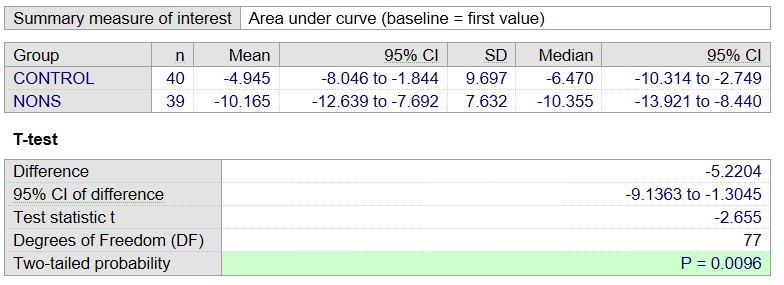 Summary measure of interest Area under curve (baseline = first value)
Group n Mean 95% CI SD Median 95% CI
CONTROL 40 -4.945 -8.046 to -1.844 9.697 -6.470 -10.314 to -2.749
NONS 39 -10.165 -12.639 to -7.692 7.632 -10.355 -13.921 to -8.440
T-test
Difference -5.2204
95% CI of difference -9.1363 to -1.3045
Test statistic t -2.655
Degrees of Freedom (DF) 77
Two-tailed probability P = 0.0096